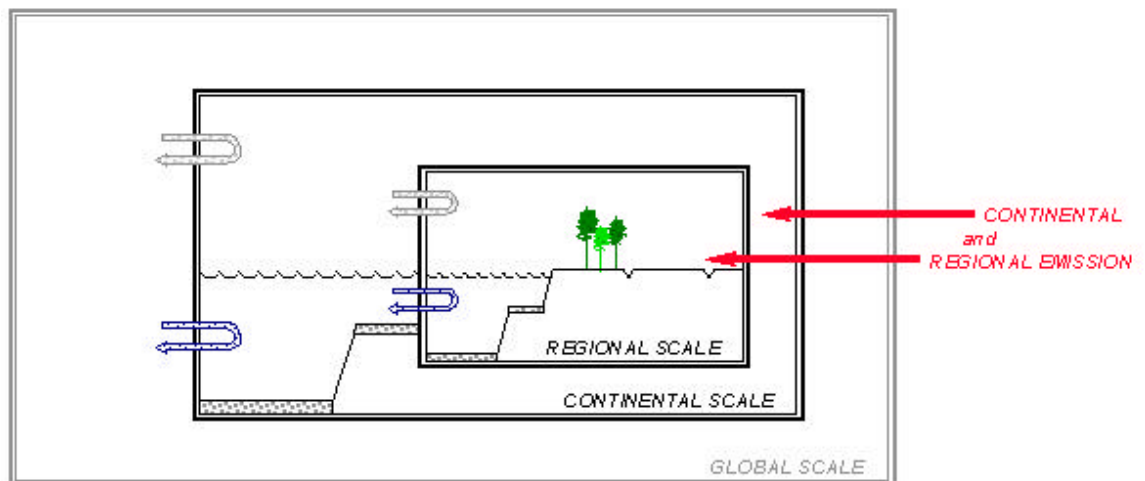 CONTINENTAL
and
REGIONAL EMISSION
REGIONAL SCALE
CONTINENTAL SCALE
GLOBAL SCALE